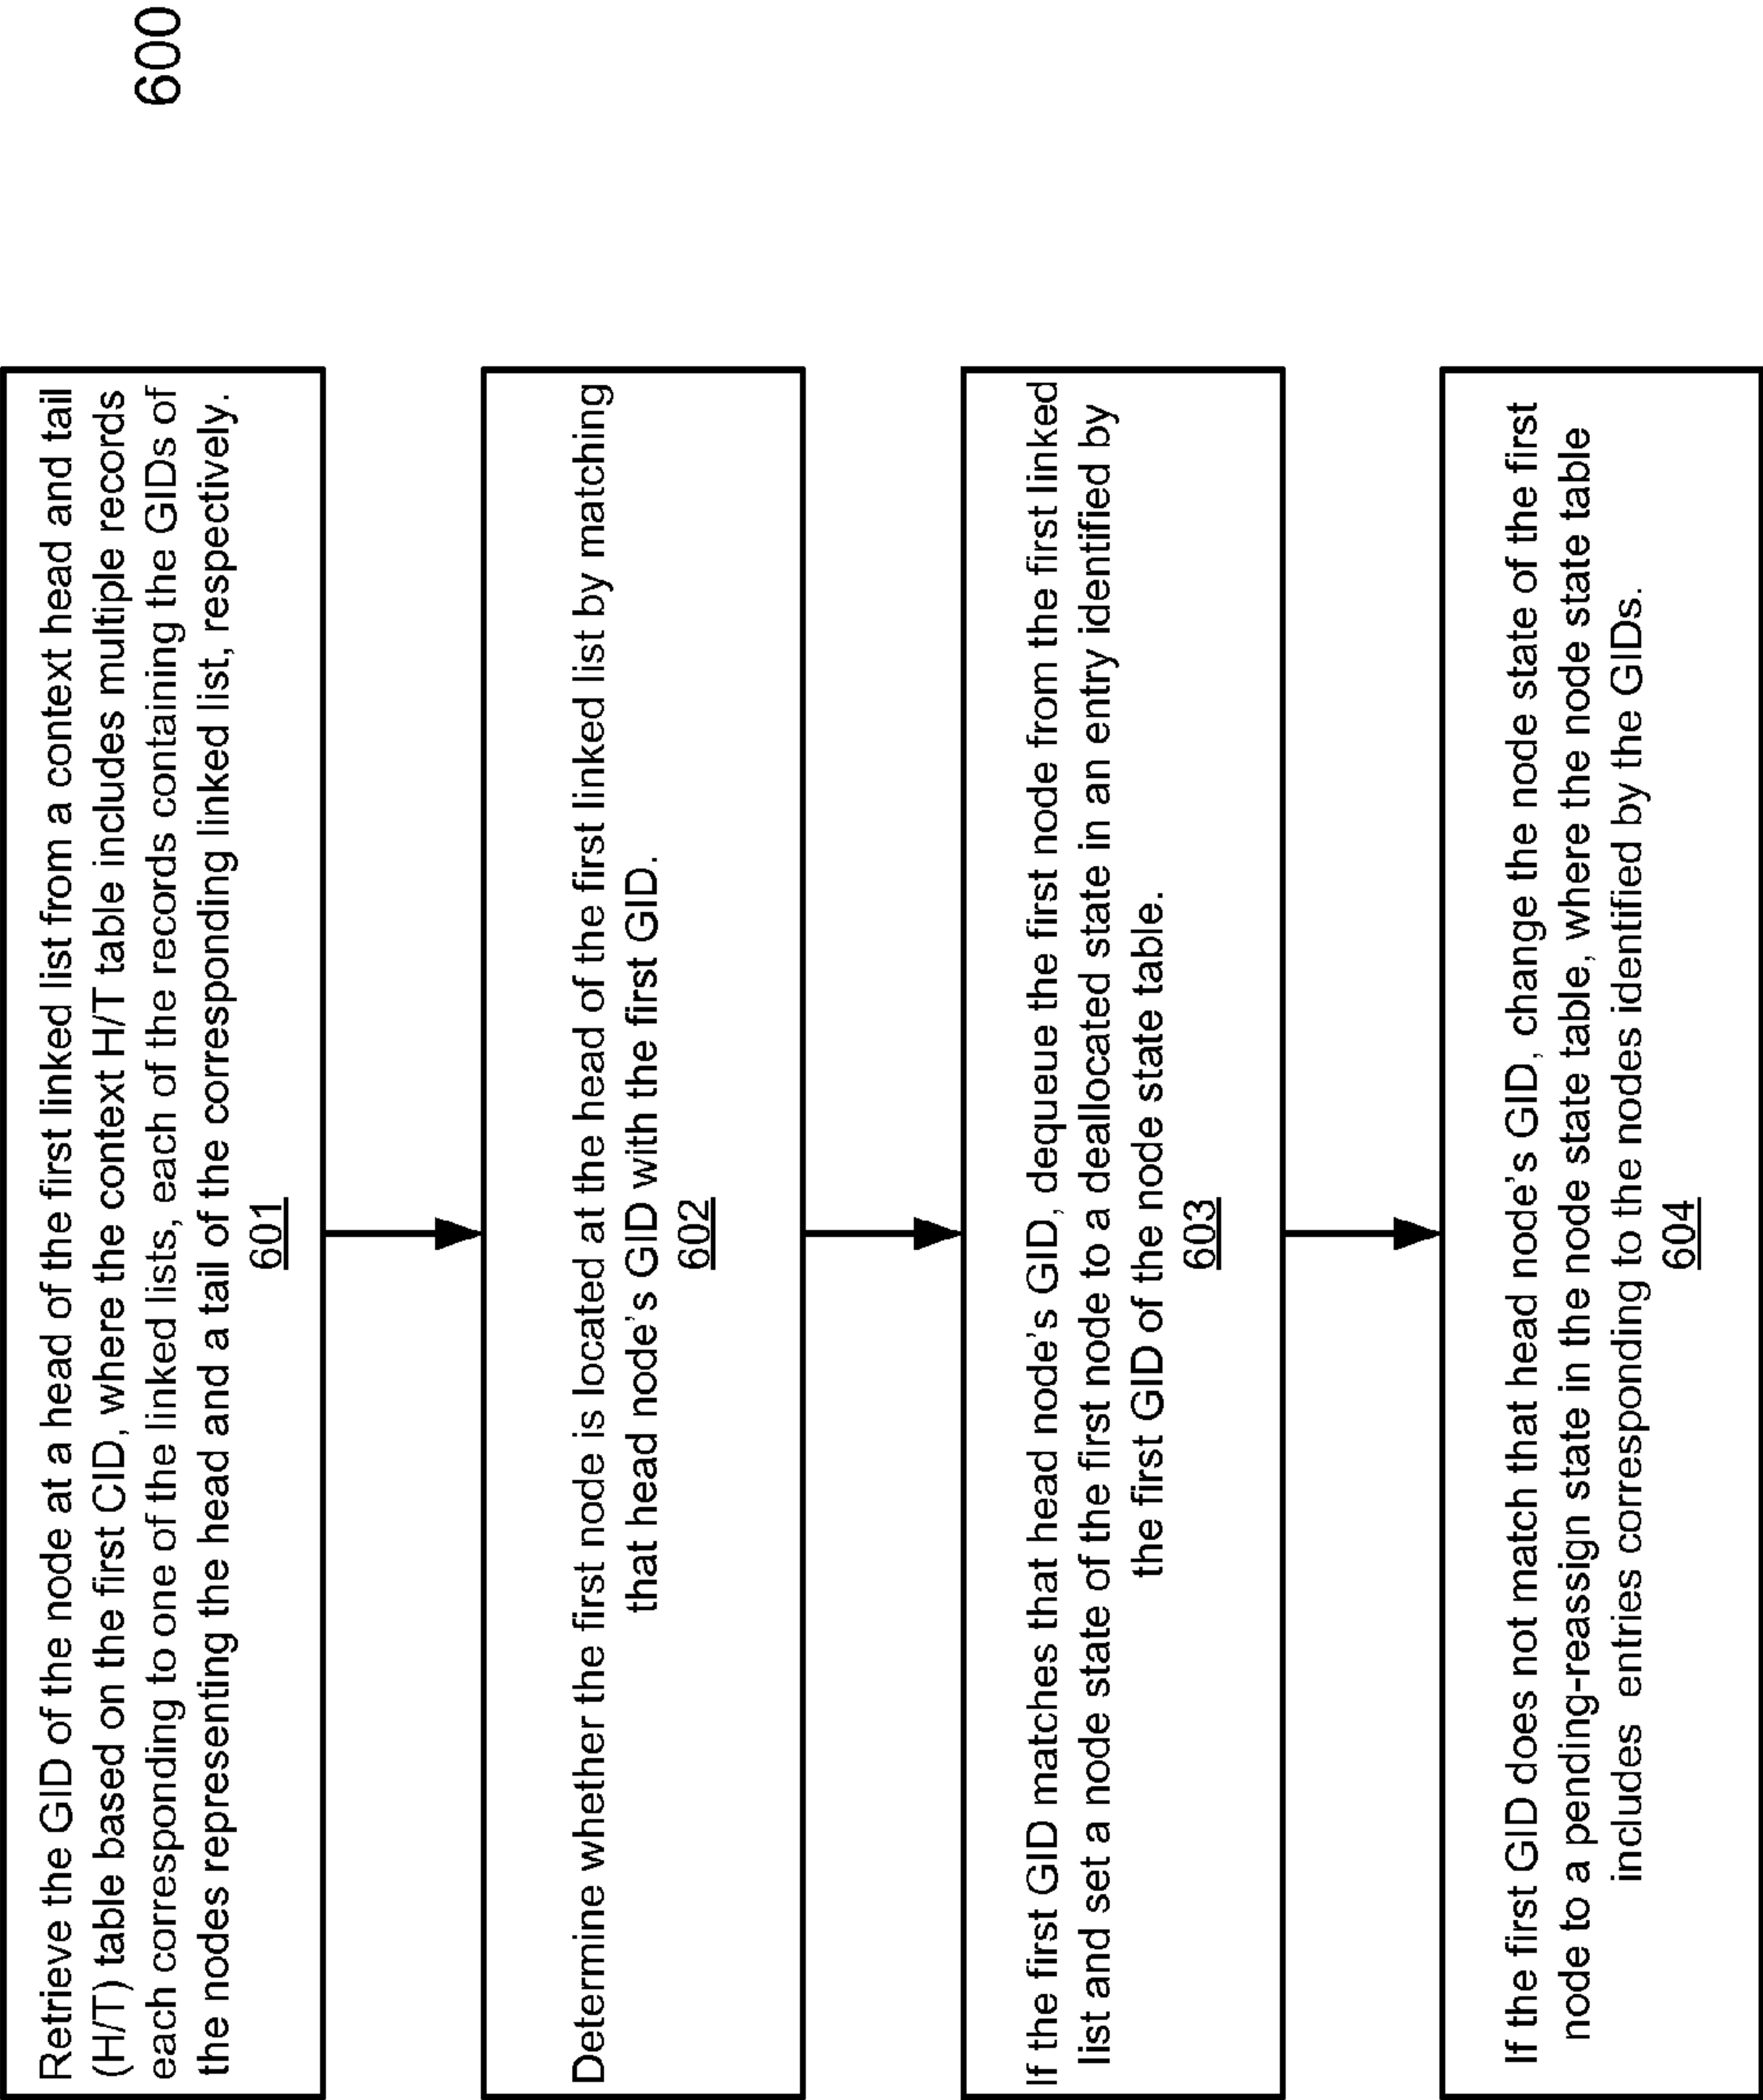 600
Retrieve the GID of the node at a head of the first linked list from a context head and tail
(H/T) table based on the first CID, where the context H/T table includes multiple records
each corresponding to one of the linked lists, each of the records containing the GIDs of
the nodes representing the head and a tail of the corresponding linked list, respectively.
601
Determine whether the first node is located at the head of the first linked list by matching
that head node's GID with the first GID.
602
If the first GID matches that head node's GID, dequeue the first node from the first linked
list and set a node state of the first node to a deallocated state in an entry identified by
the first GID of the node state table.
603
If the first GID does not match that head node's GID, change the node state of the first
node to a pending-reassign state in the node state table, where the node state table
includes entries corresponding to the nodes identified by the GIDs.
604